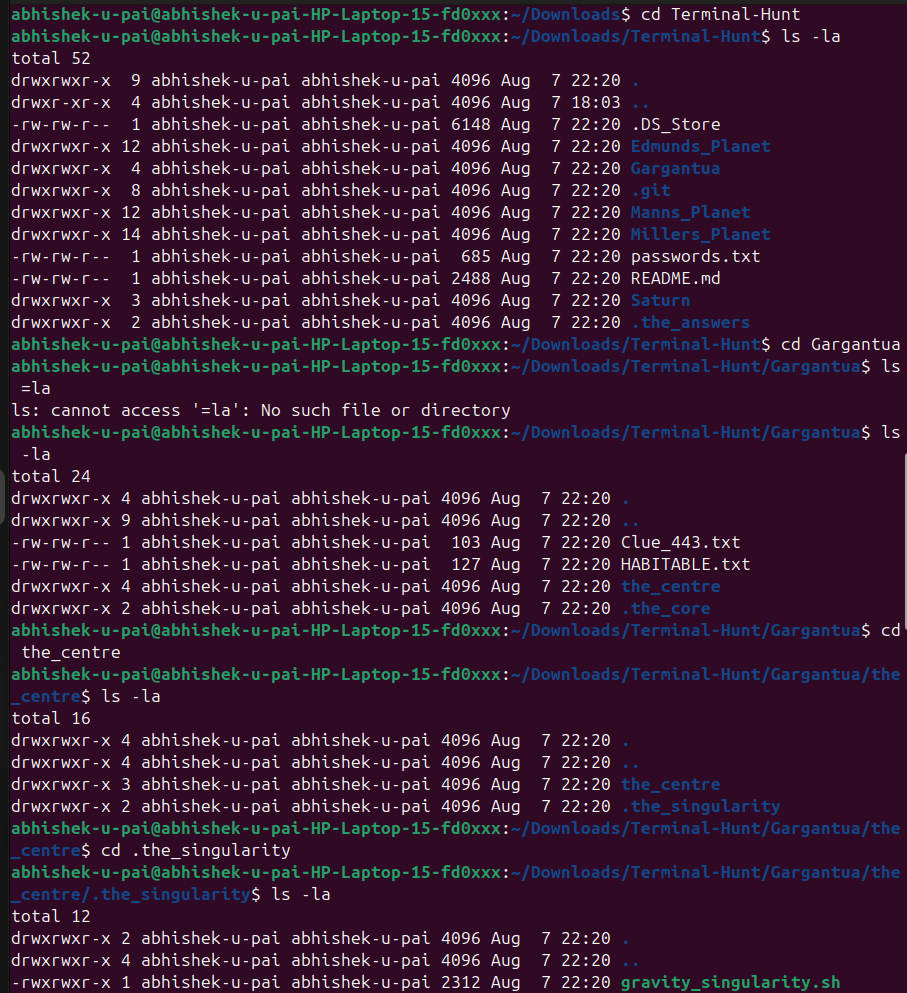 abhishek-u-pai@abhishek-u-pai-HP-Laptop-15-fd0xxx:~/Downloads$ cd Terminal-Hunt
abhishek-u-pai@abhishek-u-pai-HP-Laptop-15-fd0xxx:~/Downloads/Terminal-Hunt$ ls -la
total 52
drwxrwxr-x  9 abhishek-u-pai abhishek-u-pai 4096 Aug  7 22:20 .
drwxr-xr-x  4 abhishek-u-pai abhishek-u-pai 4096 Aug  7 18:03 ..
-rw-rw-r--  1 abhishek-u-pai abhishek-u-pai 6148 Aug  7 22:20 .DS_Store
drwxrwxr-x 12 abhishek-u-pai abhishek-u-pai 4096 Aug  7 22:20 Edmunds_Planet
drwxrwxr-x  4 abhishek-u-pai abhishek-u-pai 4096 Aug  7 22:20 Gargantua
drwxrwxr-x  8 abhishek-u-pai abhishek-u-pai 4096 Aug  7 22:20 .git
drwxrwxr-x 12 abhishek-u-pai abhishek-u-pai 4096 Aug  7 22:20 Manns_Planet
drwxrwxr-x 14 abhishek-u-pai abhishek-u-pai 4096 Aug  7 22:20 Millers_Planet
-rw-rw-r--  1 abhishek-u-pai abhishek-u-pai  685 Aug  7 22:20 passwords.txt
-rw-rw-r--  1 abhishek-u-pai abhishek-u-pai 2488 Aug  7 22:20 README.md
drwxrwxr-x  3 abhishek-u-pai abhishek-u-pai 4096 Aug  7 22:20 Saturn
drwxrwxr-x  2 abhishek-u-pai abhishek-u-pai 4096 Aug  7 22:20 .the_answers
abhishek-u-pai@abhishek-u-pai-HP-Laptop-15-fd0xxx:~/Downloads/Terminal-Hunt$ cd Gargantua
abhishek-u-pai@abhishek-u-pai-HP-Laptop-15-fd0xxx:~/Downloads/Terminal-Hunt/Gargantua$ ls
 =la
ls: cannot access '=la': No such file or directory
abhishek-u-pai@abhishek-u-pai-HP-Laptop-15-fd0xxx:~/Downloads/Terminal-Hunt/Gargantua$ ls
 -la
total 24
drwxrwxr-x 4 abhishek-u-pai abhishek-u-pai 4096 Aug  7 22:20 .
drwxrwxr-x 9 abhishek-u-pai abhishek-u-pai 4096 Aug  7 22:20 ..
-rw-rw-r-- 1 abhishek-u-pai abhishek-u-pai  103 Aug  7 22:20 Clue_443.txt
-rw-rw-r-- 1 abhishek-u-pai abhishek-u-pai  127 Aug  7 22:20 HABITABLE.txt
drwxrwxr-x 4 abhishek-u-pai abhishek-u-pai 4096 Aug  7 22:20 the_centre
drwxrwxr-x 2 abhishek-u-pai abhishek-u-pai 4096 Aug  7 22:20 .the_core
abhishek-u-pai@abhishek-u-pai-HP-Laptop-15-fd0xxx:~/Downloads/Terminal-Hunt/Gargantua$ cd
 the_centre
abhishek-u-pai@abhishek-u-pai-HP-Laptop-15-fd0xxx:~/Downloads/Terminal-Hunt/Gargantua/the
_centre$ ls -la
total 16
drwxrwxr-x 4 abhishek-u-pai abhishek-u-pai 4096 Aug  7 22:20 .
drwxrwxr-x 4 abhishek-u-pai abhishek-u-pai 4096 Aug  7 22:20 ..
drwxrwxr-x 3 abhishek-u-pai abhishek-u-pai 4096 Aug  7 22:20 the_centre
drwxrwxr-x 2 abhishek-u-pai abhishek-u-pai 4096 Aug  7 22:20 .the_singularity
abhishek-u-pai@abhishek-u-pai-HP-Laptop-15-fd0xxx:~/Downloads/Terminal-Hunt/Gargantua/the
_centre$ cd .the_singularity
abhishek-u-pai@abhishek-u-pai-HP-Laptop-15-fd0xxx:~/Downloads/Terminal-Hunt/Gargantua/the
_centre/.the_singularity$ ls -la
total 12
drwxrwxr-x 2 abhishek-u-pai abhishek-u-pai 4096 Aug  7 22:20 .
drwxrwxr-x 4 abhishek-u-pai abhishek-u-pai 4096 Aug  7 22:20 ..
-rwxrwxr-x 1 abhishek-u-pai abhishek-u-pai 2312 Aug  7 22:20 gravity_singularity.sh